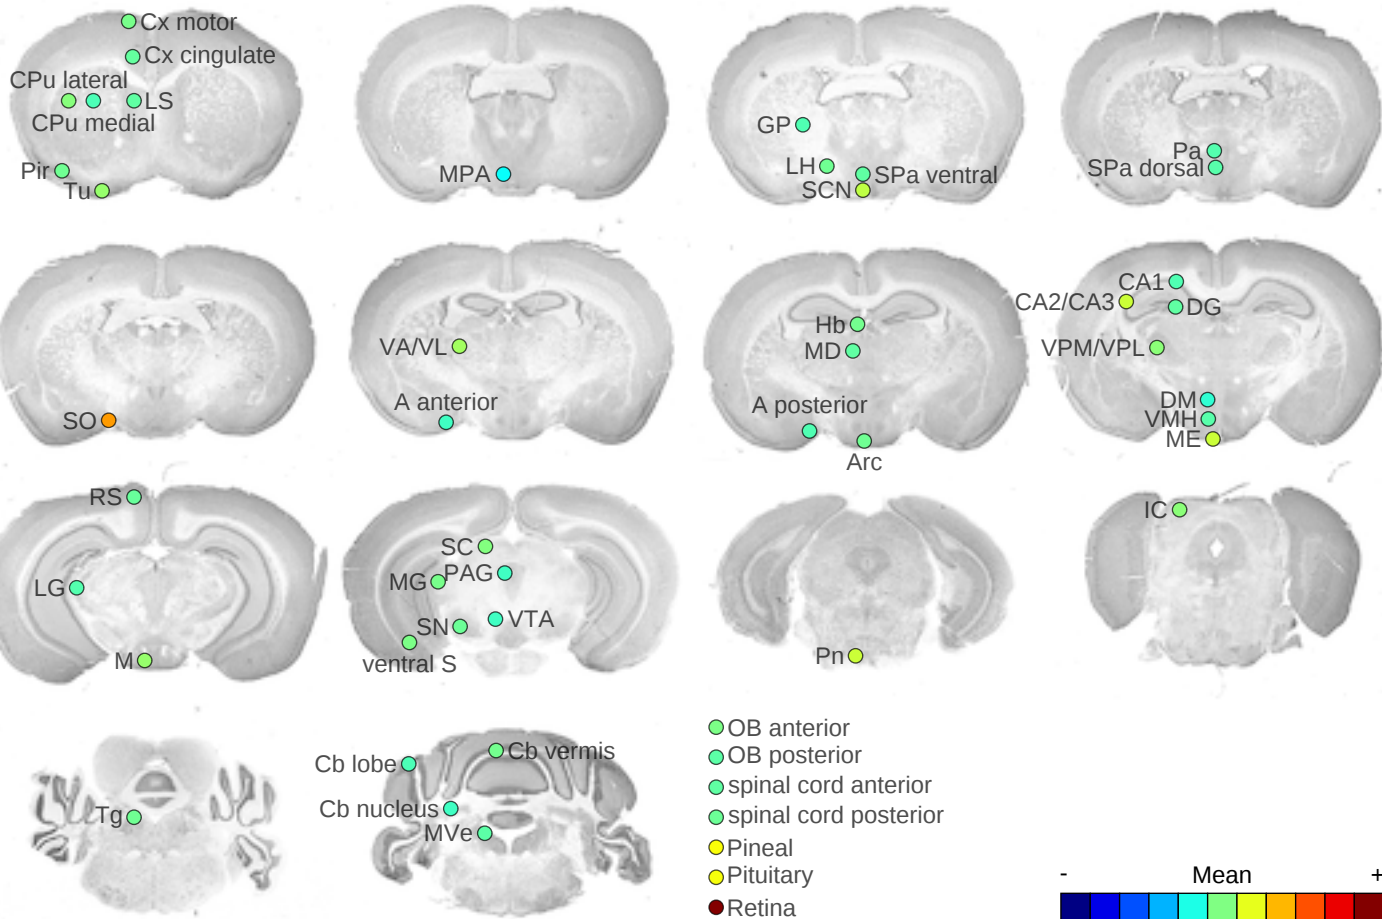 Cx motor
Cx cingulate
CPu lateral
LS
CPu medial
Pir
Tu
MPA
GP
LH
SPa ventral
SCN
Pa
SPa dorsal
SO
VA/VL
A anterior
Hb
MD
A posterior
Arc
CA1
CA2/CA3
DG
VPM/VPL
DM
VMH
ME
RS
LG
M
SC
MG
PAG
SN
VTA
ventral S
Pn
IC
Tg
Cb lobe
Cb vermis
Cb nucleus
MVe
OB anterior
OB posterior
spinal cord anterior
spinal cord posterior
Pineal
Pituitary
Retina
- Mean +